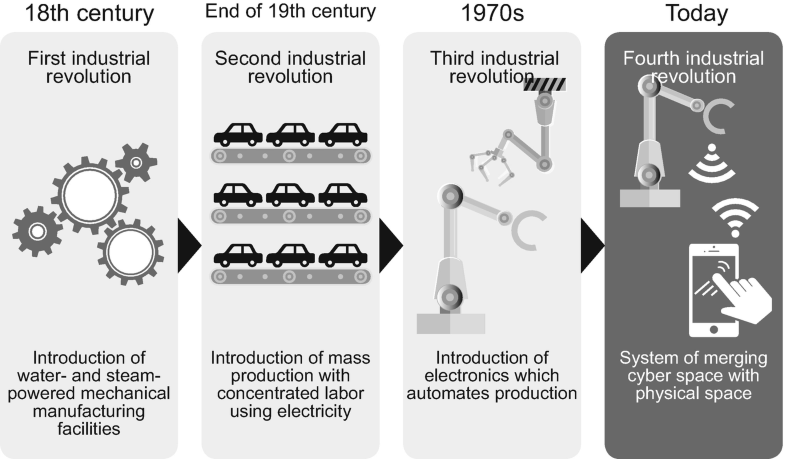 18th century
First industrial
revolution
Introduction of
water- and steam-
powered mechanical
manufacturing
facilities
End of 19th century
Second industrial
revolution
Introduction of mass
production with
concentrated labor
using electricity
1970s
Third industrial
revolution
Introduction of
electronics which
automates production
Today
Fourth industrial
revolution
System of merging
cyber space with
physical space